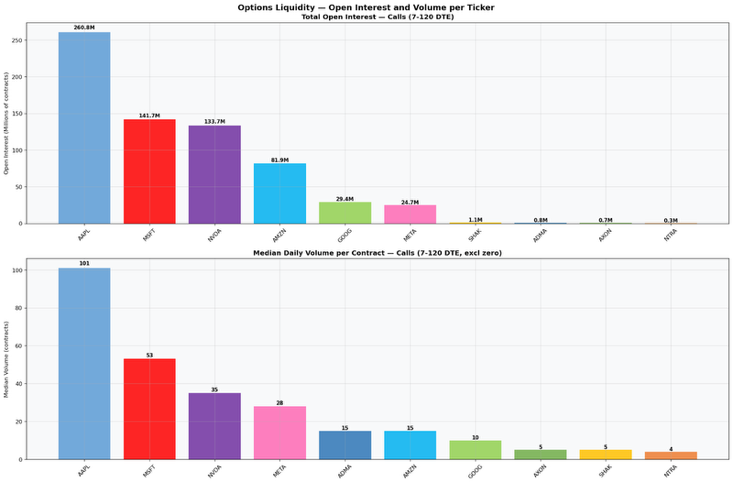 Options Liquidity — Open Interest and Volume per Ticker
Total Open Interest — Calls (7-120 DTE)
Open Interest (Millions of contracts)
250
200
150
100
50
0
260.8M
141.7M
133.7M
81.9M
29.4M
24.7M
1.1M
0.8M
0.7M
0.3M
AAPL
MSFT
NVDA
AMZN
GOOG
META
SHAK
ADMA
AXON
NTRA
Median Daily Volume per Contract — Calls (7-120 DTE, excl zero)
Median Volume (contracts)
100
80
60
40
20
0
101
53
35
28
15
15
10
5
5
4
AAPL
MSFT
NVDA
META
ADMA
AMZN
GOOG
AXON
SHAK
NTRA